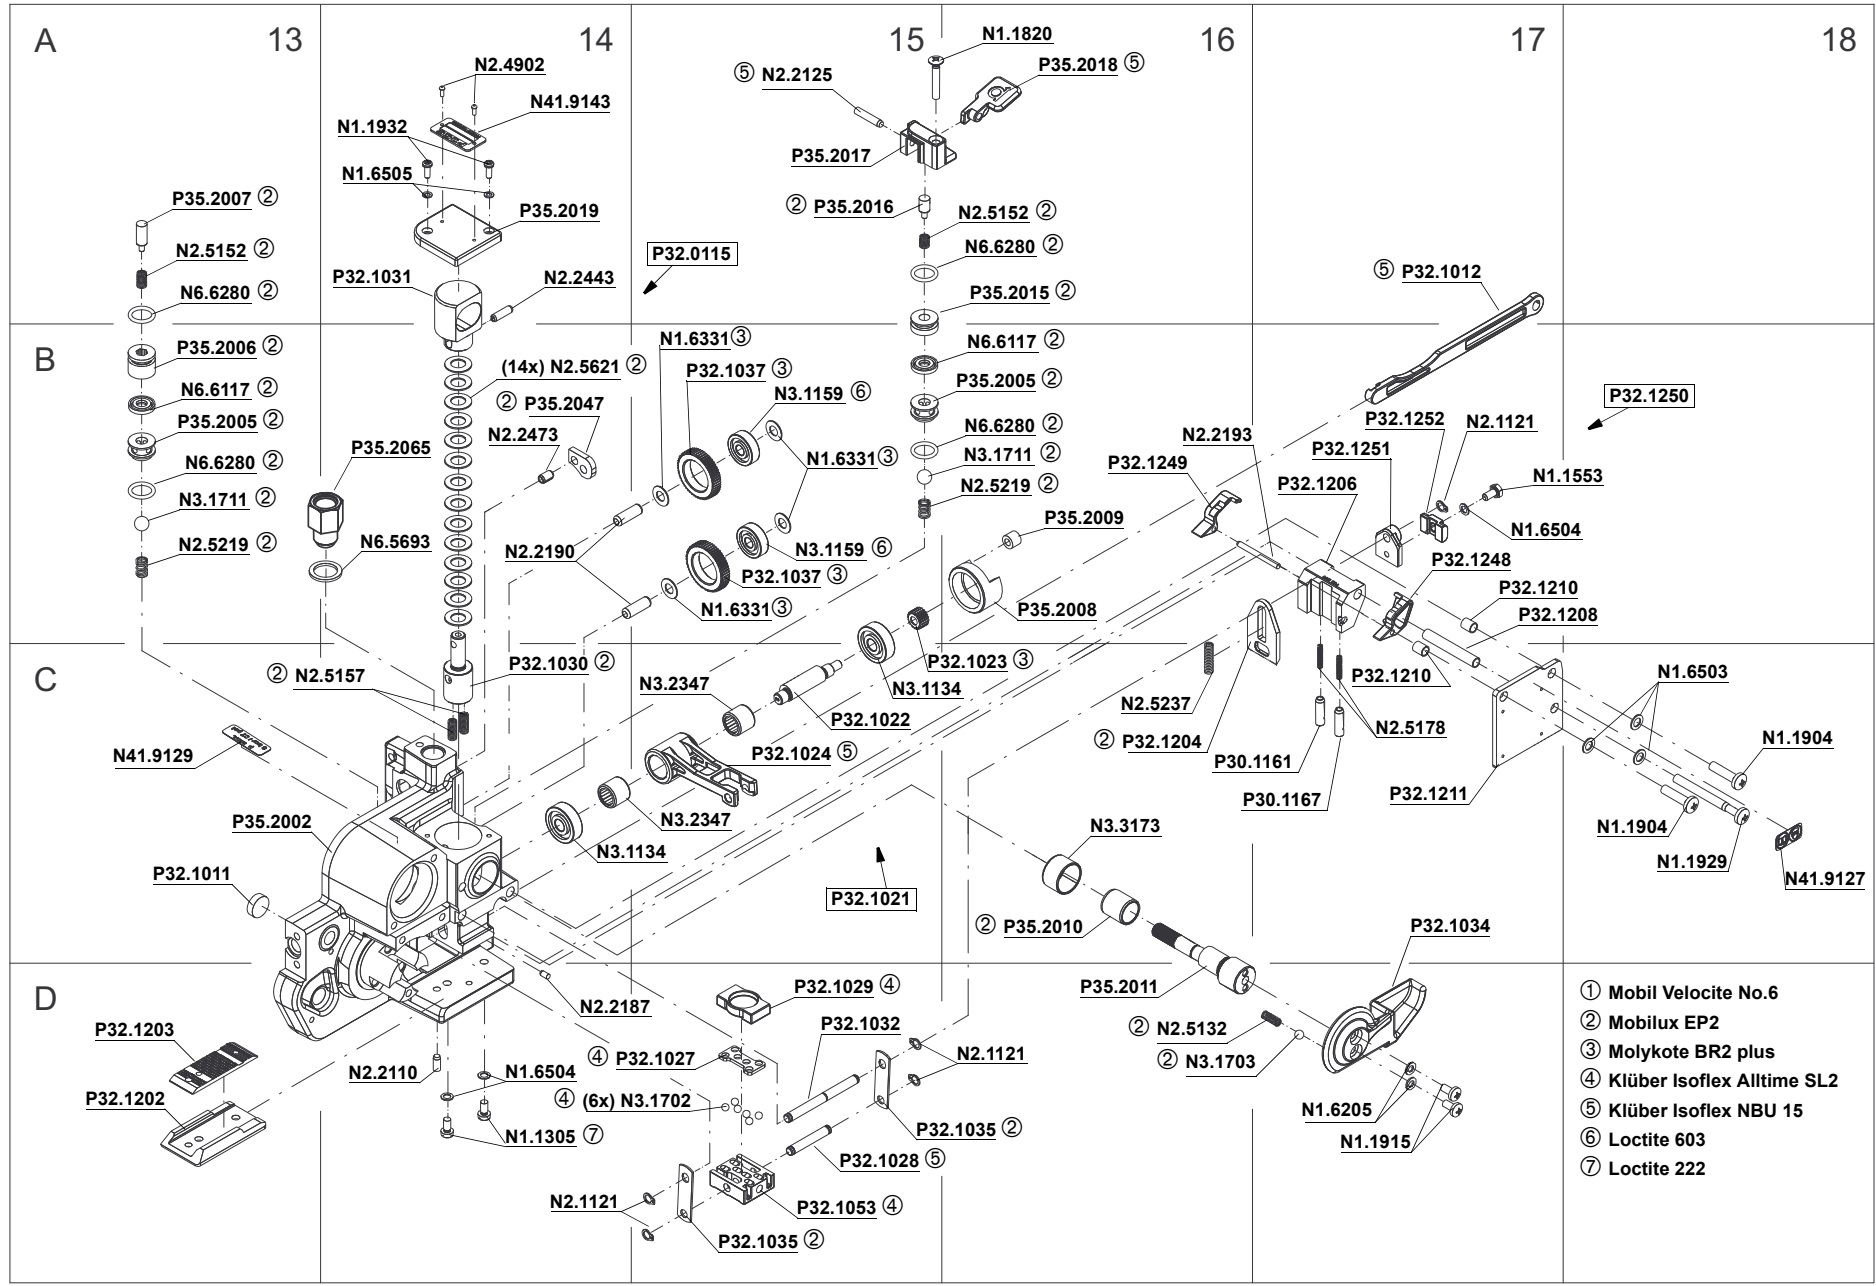 A
13
14
15
16
17
18
N1.1820
P35.2018 ⑤
⑤ N2.2125
N2.4902
N41.9143
N1.1932
P35.2017
N1.6505
P35.2007 ②
② P35.2016
N2.5152 ②
P35.2019
N2.5152 ②
P32.0115
N6.6280 ②
⑤ P32.1012
P32.1031
N2.2443
N6.6280 ②
P35.2015 ②
B
N1.6331 ③
N6.6117 ②
P35.2006 ②
(14x) N2.5621 ②
P32.1037 ③
P35.2005 ②
N6.6117 ②
N3.1159 ⑥
P32.1250
② P35.2047
P35.2005 ②
P32.1252
N2.1121
N2.2473
N2.2193
P35.2065
N6.6280 ②
P32.1251
N1.6331 ③
N6.6280 ②
N3.1711 ②
P32.1249
N1.1553
N3.1711 ②
N2.5219 ②
P32.1206
P35.2009
N1.6504
N6.5693
N2.5219 ②
N2.2190
N3.1159 ⑥
P32.1248
P32.1037 ③
P32.1210
N1.6331 ③
P35.2008
P32.1208
C
② N2.5157
P32.1030 ②
P32.1023 ③
N3.2347
N3.1134
P32.1210
N1.6503
N2.5237
P32.1022
N2.5178
② P32.1204
N41.9129
P32.1024 ⑤
P30.1161
N1.1904
P32.1211
P30.1167
P35.2002
N3.2347
N3.3173
N1.1904
N3.1134
N1.1929
P32.1011
N41.9127
P32.1021
② P35.2010
P32.1034
D
P32.1029 ④
P35.2011
① Mobil Velocite No.6
N2.2187
P32.1032
② N2.5132
② Mobilux EP2
P32.1203
④ P32.1027
N2.1121
② N3.1703
③ Molykote BR2 plus
N2.2110
N1.6504
④ Klüber Isoflex Alltime SL2
P32.1202
④ (6x) N3.1702
N1.6205
⑤ Klüber Isoflex NBU 15
N1.1305 ⑦
P32.1035 ②
N1.1915
⑥ Loctite 603
P32.1028 ⑤
⑦ Loctite 222
N2.1121
P32.1053 ④
P32.1035 ②